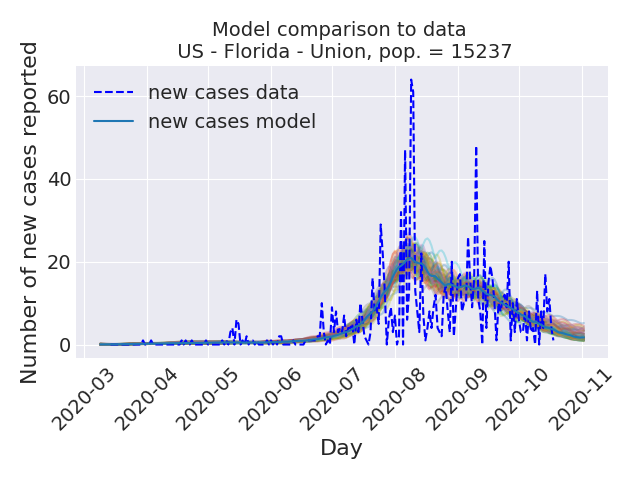 Model comparison to data
US - Florida - Union, pop. = 15237
Number of new cases reported
60
40
20
0
new cases data
new cases model
2020-03
2020-04
2020-05
2020-06
2020-07
2020-08
2020-09
2020-10
2020-11
Day